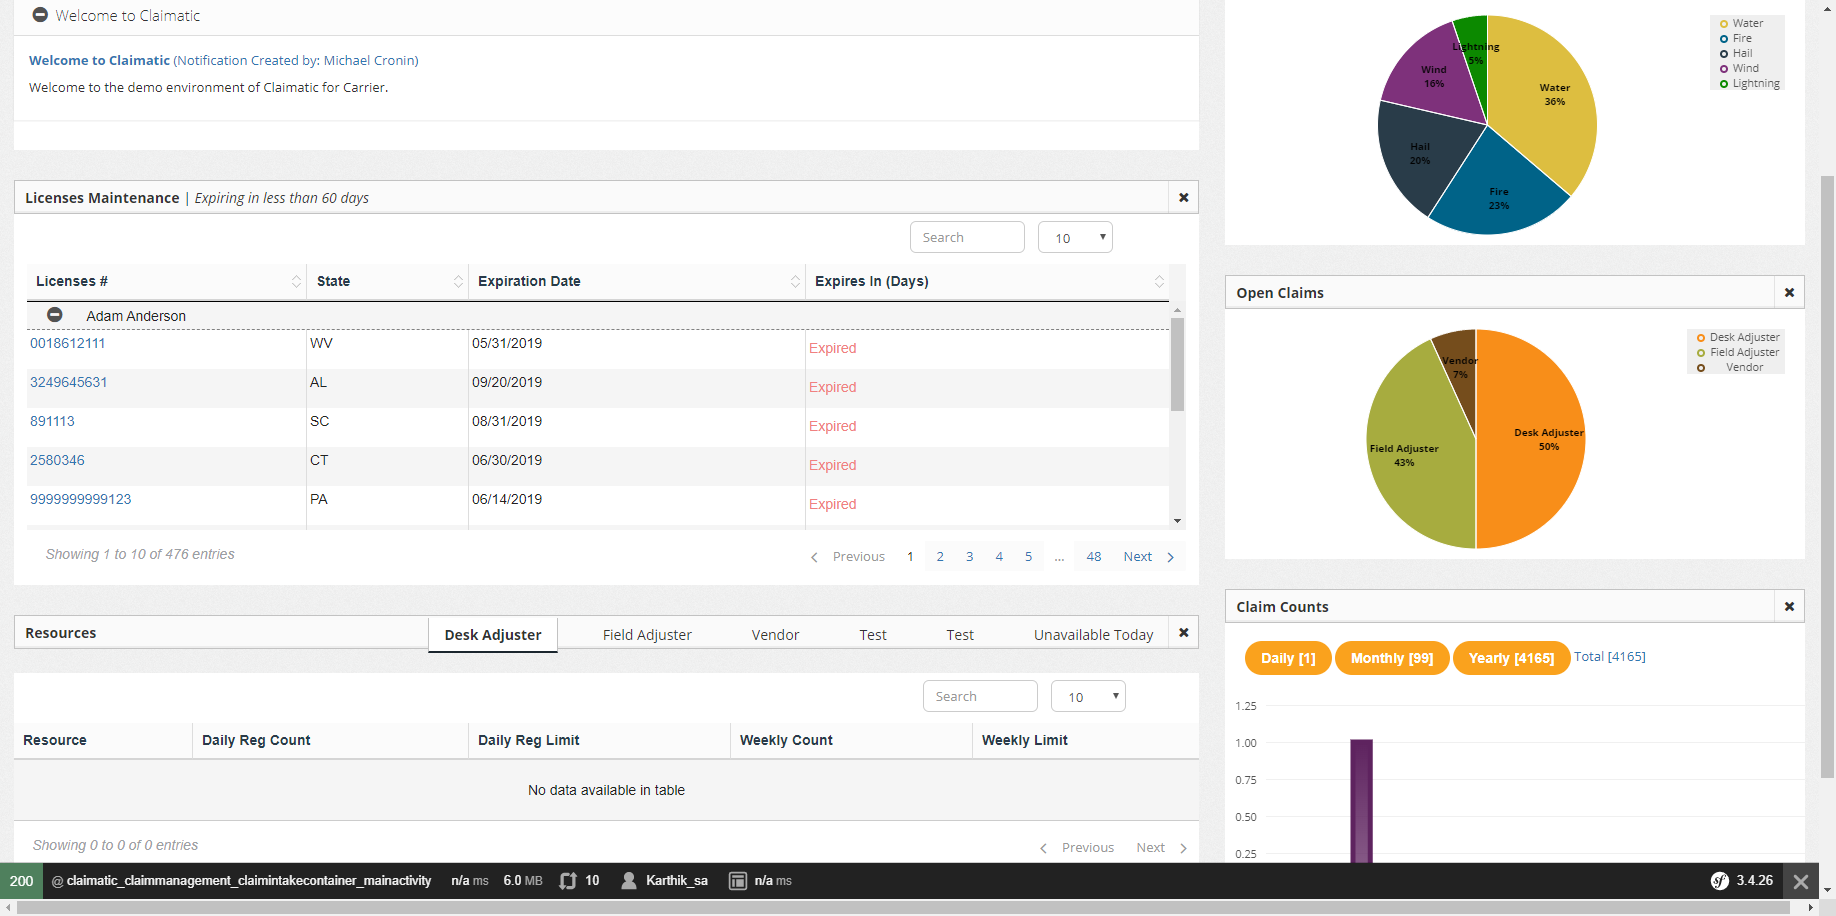 Welcome to Claimatic
Welcome to Claimatic (Notification Created by: Michael Cronin)
Welcome to the demo environment of Claimatic for Carrier.
Licenses Maintenance | Expiring in less than 60 days
Search 10
Licenses # State Expiration Date Expires In (Days)
Adam Anderson
0018612111 WV 05/31/2019 Expired
3249645631 AL 09/20/2019 Expired
891113 SC 08/31/2019 Expired
2580346 CT 06/30/2019 Expired
9999999999123 PA 06/14/2019 Expired
Showing 1 to 10 of 476 entries
Previous 1 2 3 4 5 ... 48 Next
Resources Desk Adjuster Field Adjuster Vendor Test Test Unavailable Today
Search 10
Resource Daily Reg Count Daily Reg Limit Weekly Count Weekly Limit
No data available in table
Showing 0 to 0 of 0 entries
Previous Next
Water
Fire
Hail
Wind
Lightning
Lightning
5%
Wind
16%
Water
36%
Hail
20%
Fire
23%
Open Claims
Desk Adjuster
Field Adjuster
Vendor
Vendor
7%
Desk Adjuster
50%
Field Adjuster
43%
Claim Counts
Daily [1] Monthly [99] Yearly [4165] Total [4165]
1.25
1.00
0.75
0.50
0.25
200 @ claimatic_claimmanagement_claimintakecontainer_mainactivity n/a ms 6.0 MB 10 Karthik_sa n/a ms sf 3.4.26